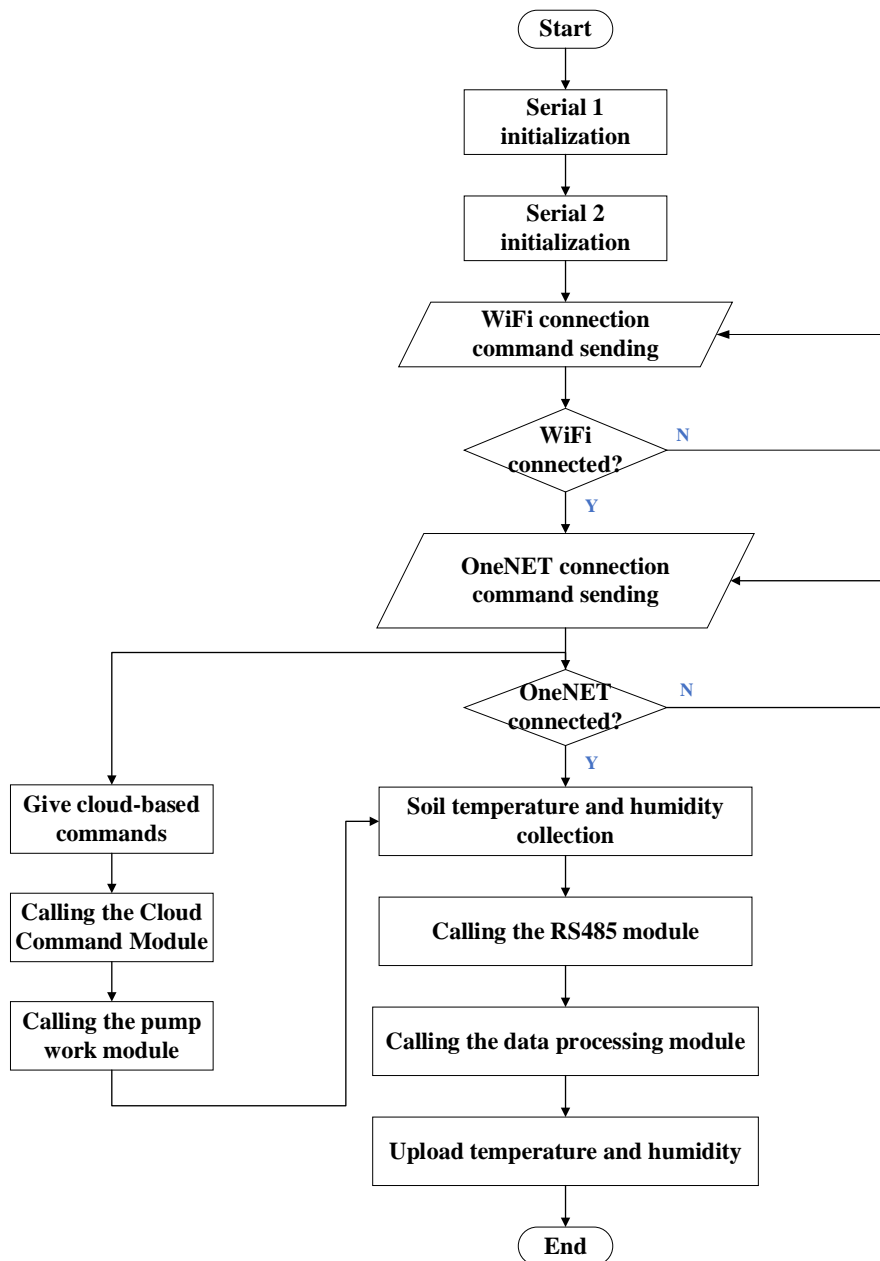 Start
Serial 1
initialization
Serial 2
initialization
WiFi connection
command sending
WiFi
connected?
N
Y
OneNET connection
command sending
OneNET
connected?
N
Y
Give cloud-based
commands
Calling the Cloud
Command Module
Calling the pump
work module
Soil temperature and humidity
collection
Calling the RS485 module
Calling the data processing module
Upload temperature and humidity
End